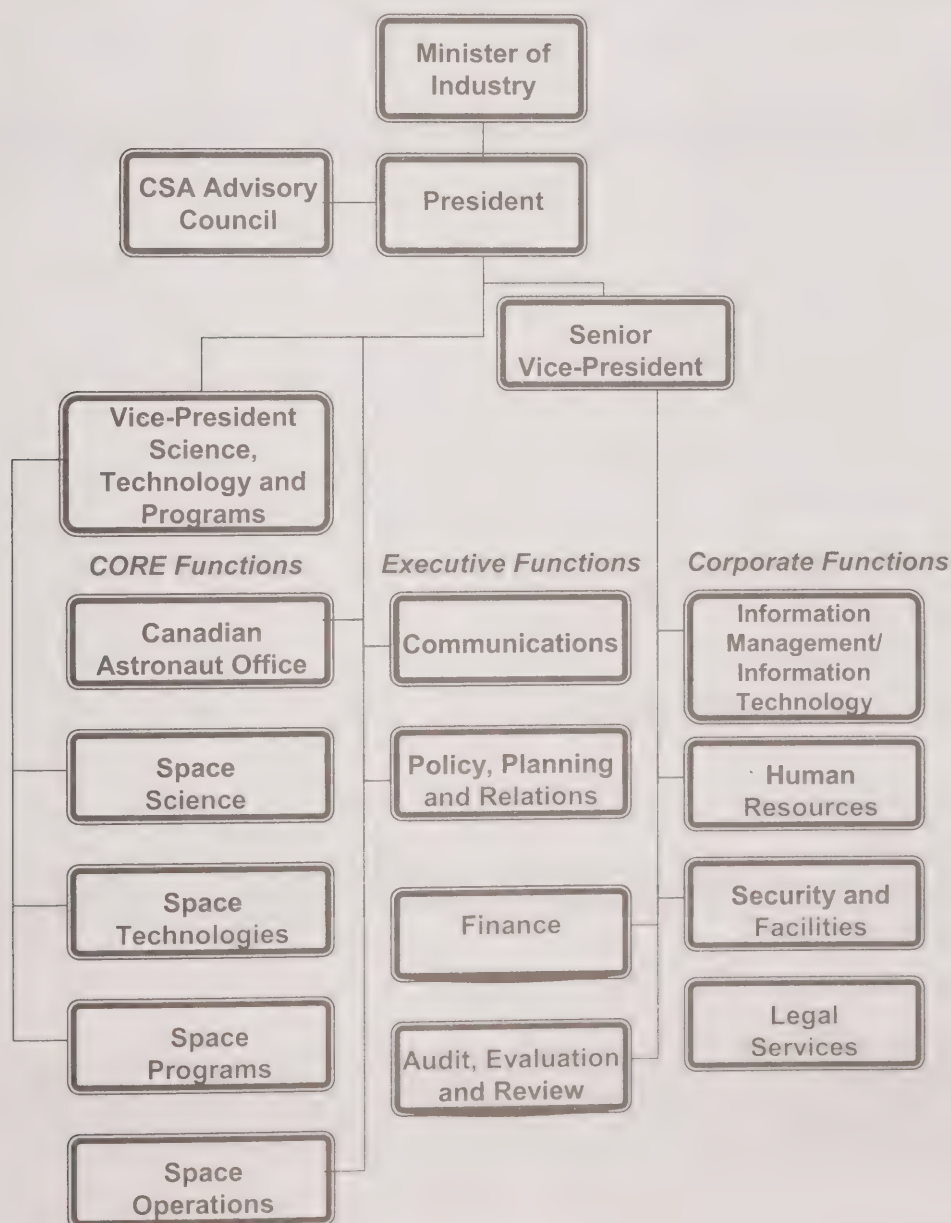 Minister of
Industry
CSA Advisory
Council
President
Senior
Vice-President
Vice-President
Science,
Technology and
Programs
CORE Functions
Canadian
Astronaut Office
Space
Science
Space
Technologies
Space
Programs
Space
Operations
Executive Functions
Communications
Policy, Planning
and Relations
Finance
Audit, Evaluation
and Review
Corporate Functions
Information
Management/
Information
Technology
Human
Resources
Security and
Facilities
Legal
Services